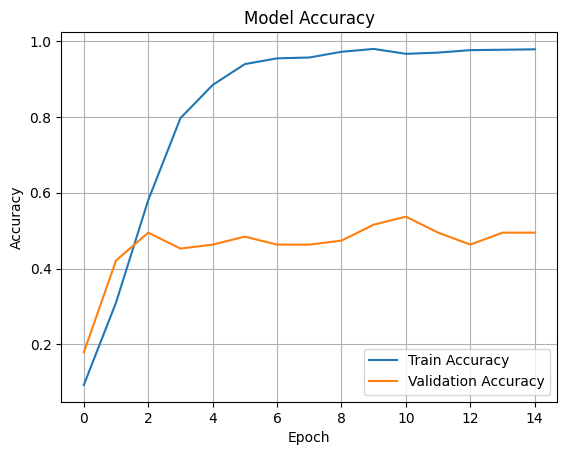 Model Accuracy
1.0
0.8
0.6
0.4
0.2
Accuracy
0 2 4 6 8 10 12 14
Epoch
Train Accuracy
Validation Accuracy